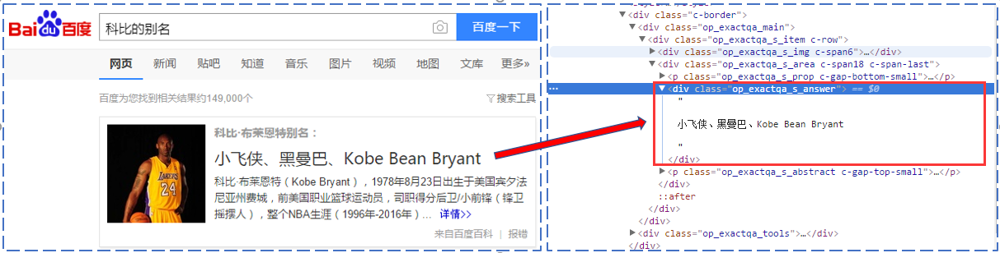 Bai du 百度
科比的别名
百度一下
网页 新闻 贴吧 知道 音乐 图片 视频 地图 文库 更多»
百度为您找到相关结果约149,000个
搜索工具
科比·布莱恩特别名：
小飞侠、黑曼巴、Kobe Bean Bryant
科比·布莱恩特（Kobe Bryant），1978年8月23日出生于美国宾夕法
尼亚州费城，前美国职业篮球运动员，司职得分后卫/小前锋（锋卫
摇摆人），整个NBA生涯（1996年-2016年）... 详情>>
来自百度百科 | 报错
LAKERS
24
<div class="c-border">
<div class="op_exactqa_main">
<div class="op_exactqa_s_item c-row">
<div class="op_exactqa_s_img c-span6">…</div>
<div class="op_exactqa_s_area c-span18 c-span-last">
<p class="op_exactqa_s_prop c-gap-bottom-small">…</p>
<div class="op_exactqa_s_answer"> == $0
"
小飞侠、黑曼巴、Kobe Bean Bryant
"
</div>
<p class="op_exactqa_s_abstract c-gap-top-small">…</p>
</div>
::after
</div>
</div>
<div class="op_exactqa_tools">…</div>
</div>